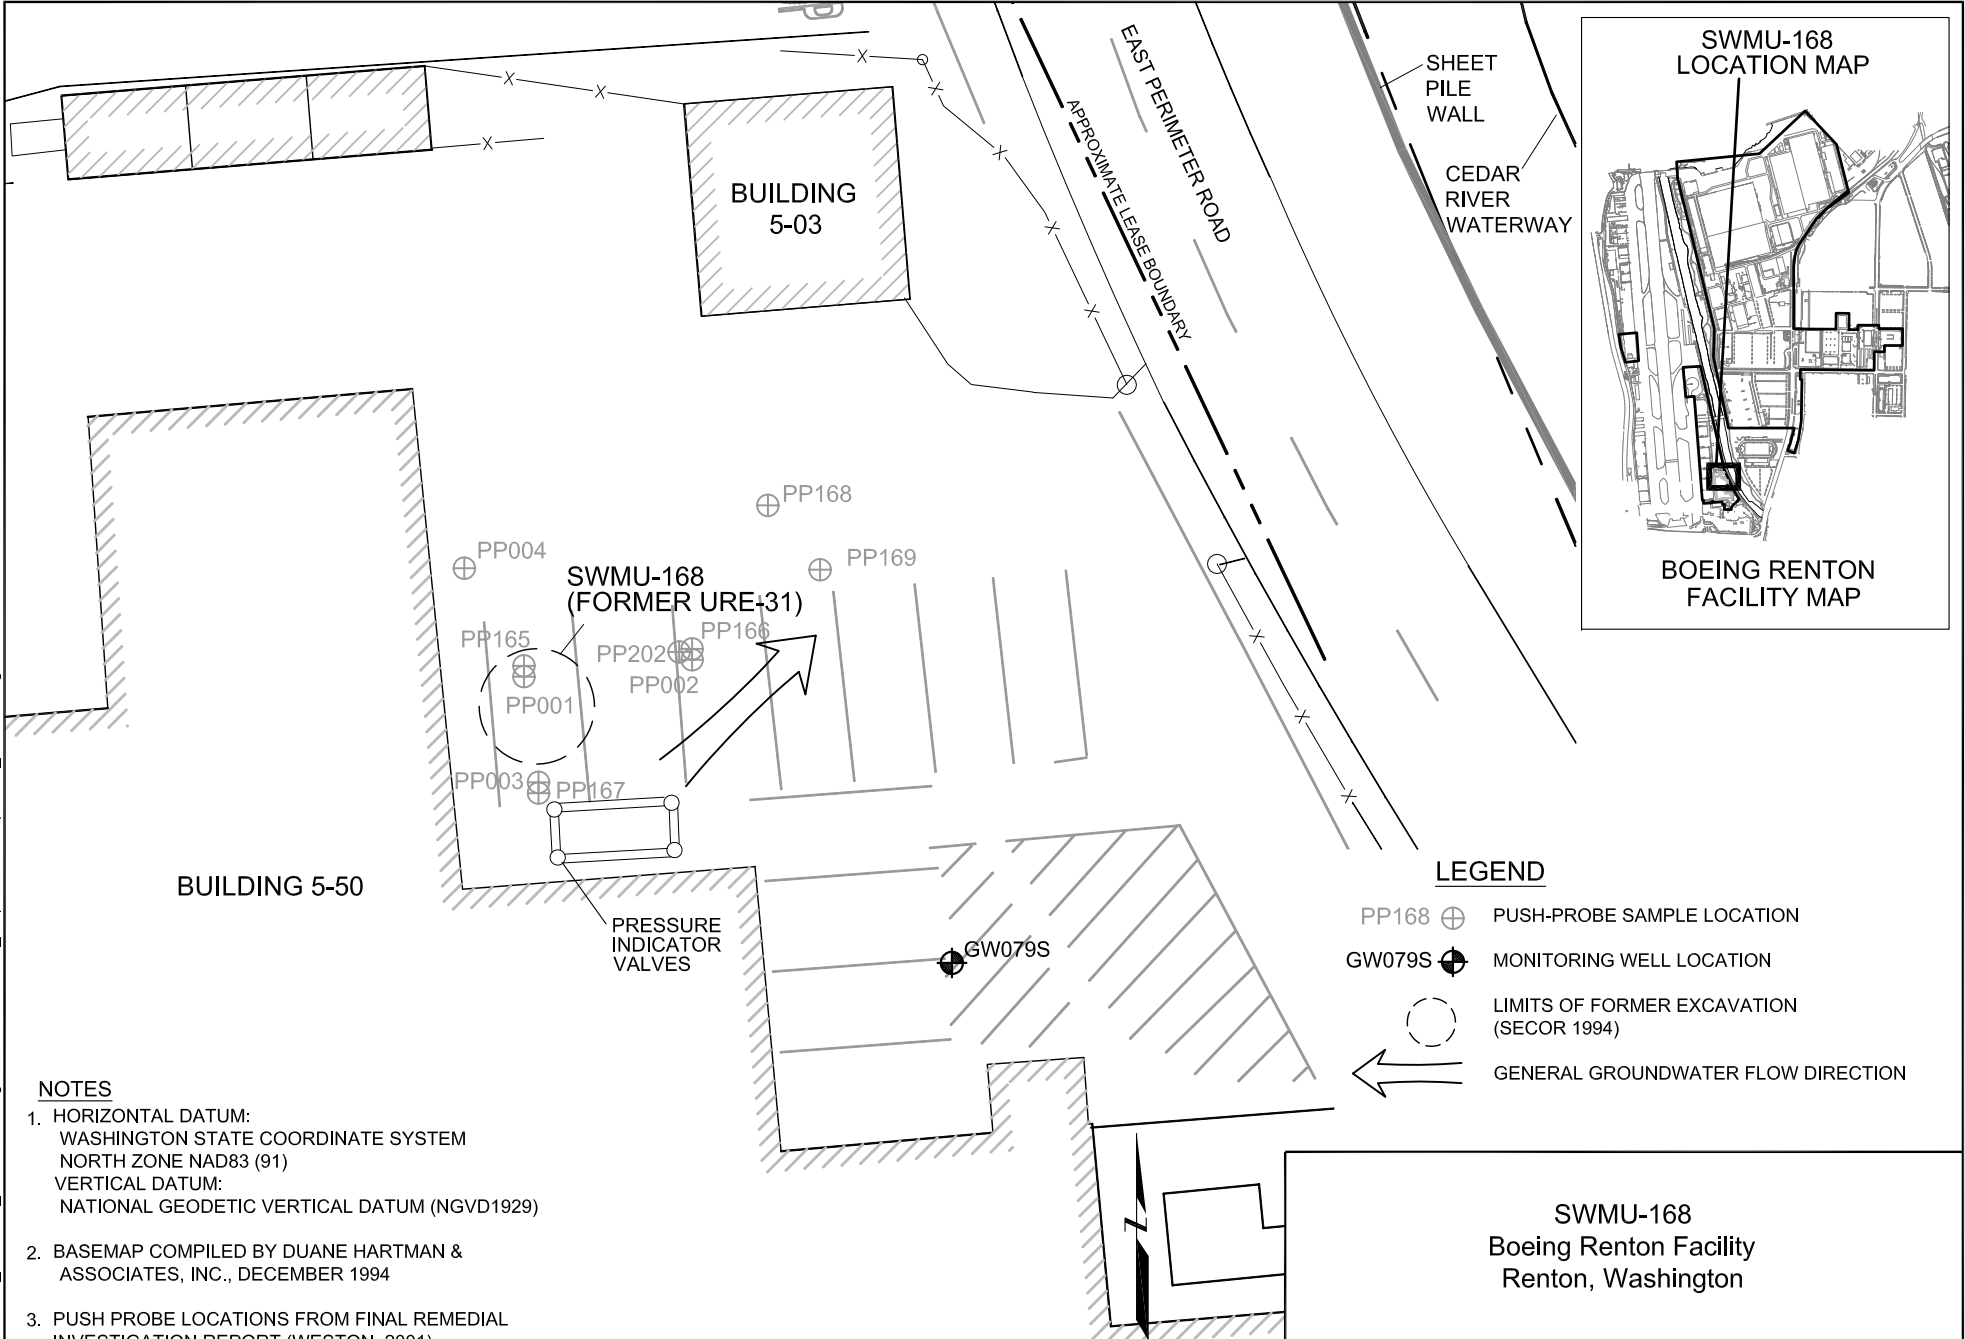 EAST PERIMETER ROAD
APPROXIMATE LEASE BOUNDARY
SHEET
PILE
WALL
CEDAR
RIVER
WATERWAY
SWMU-168
LOCATION MAP
BOEING RENTON
FACILITY MAP
BUILDING
5-03
PP168
PP004
PP169
SWMU-168
(FORMER URE-31)
PP165
PP166
PP202
PP002
PP001
PP003
PP167
BUILDING 5-50
PRESSURE
INDICATOR
VALVES
GW079S
LEGEND
PP168 PUSH-PROBE SAMPLE LOCATION
GW079S MONITORING WELL LOCATION
LIMITS OF FORMER EXCAVATION
(SECOR 1994)
GENERAL GROUNDWATER FLOW DIRECTION
NOTES
1. HORIZONTAL DATUM:
WASHINGTON STATE COORDINATE SYSTEM
NORTH ZONE NAD83 (91)
VERTICAL DATUM:
NATIONAL GEODETIC VERTICAL DATUM (NGVD1929)
2. BASEMAP COMPILED BY DUANE HARTMAN &
ASSOCIATES, INC., DECEMBER 1994
3. PUSH PROBE LOCATIONS FROM FINAL REMEDIAL
INVESTIGATION REPORT (WESTON, 2001)
Z
SWMU-168
Boeing Renton Facility
Renton, Washington